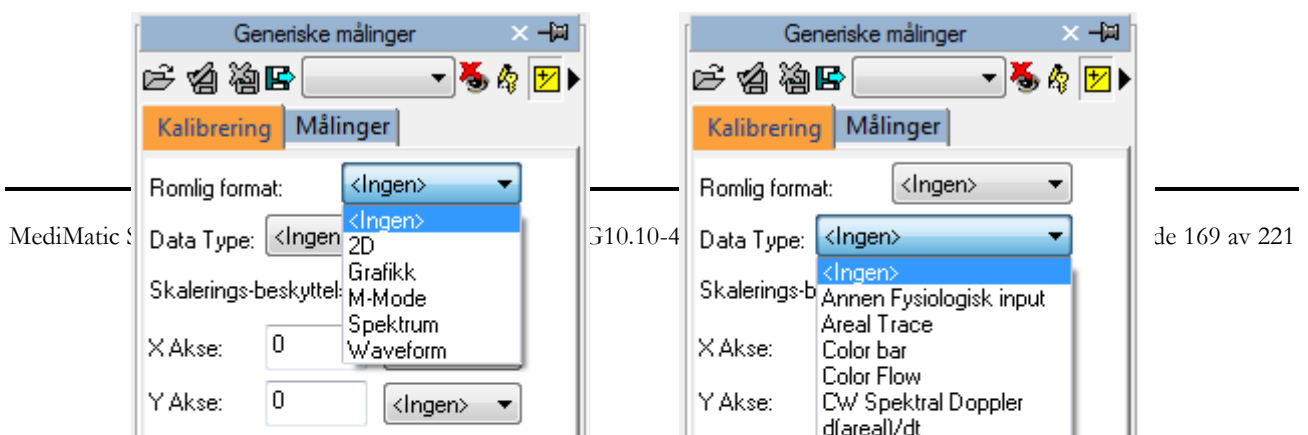 Generiske målinger
Kalibrering
Målinger
Romlig format:
<Ingen>
<Ingen>
2D
Grafikk
M-Mode
Spektrum
Waveform
Data Type:
<Ingen
Skalerings-beskyttel
X Akse:
0
Y Akse:
0
<Ingen>
Generiske målinger
Kalibrering
Målinger
Romlig format:
<Ingen>
Data Type:
<Ingen>
<Ingen>
Annen Fysiologisk input
Areal Trace
Color bar
Color Flow
CW Spektral Doppler
d(areal)/dt
Skalerings-b
X Akse:
Y Akse:
MediMatic
G10.10-4
de 169 av 221